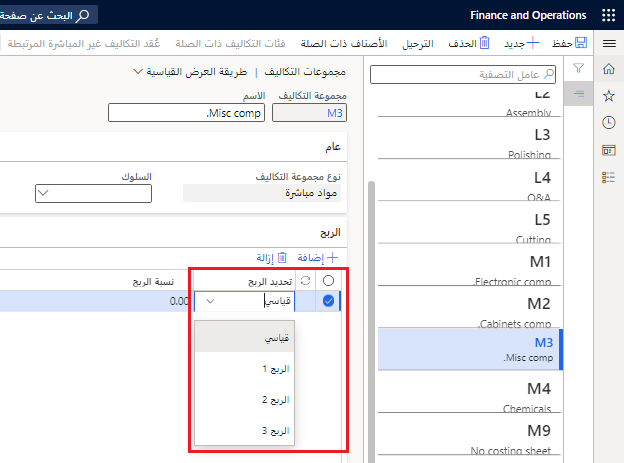 Finance and Operations
البحث عن صفحة
حفظ
جديد
الحذف
الترحيل
الأصناف ذات الصلة
فئات التكاليف ذات الصلة
عُقد التكاليف غير المباشرة المرتبطة
عامل التصفية
L2
Assembly
L3
Polishing
L4
Q&A
L5
Cutting
M1
Electronic comp.
M2
Cabinets comp.
M3
Misc comp.
M4
Chemicals
M9
No costing sheet
مجموعات التكاليف | طريقة العرض القياسية
مجموعة التكاليف
الاسم
M3
Misc comp.
عام
نوع مجموعة التكاليف
السلوك
مواد مباشرة
الربح
إضافة
إزالة
تحديد الربح
نسبة الربح
قياسي
0.00
قياسي
الربح 1
الربح 2
الربح 3